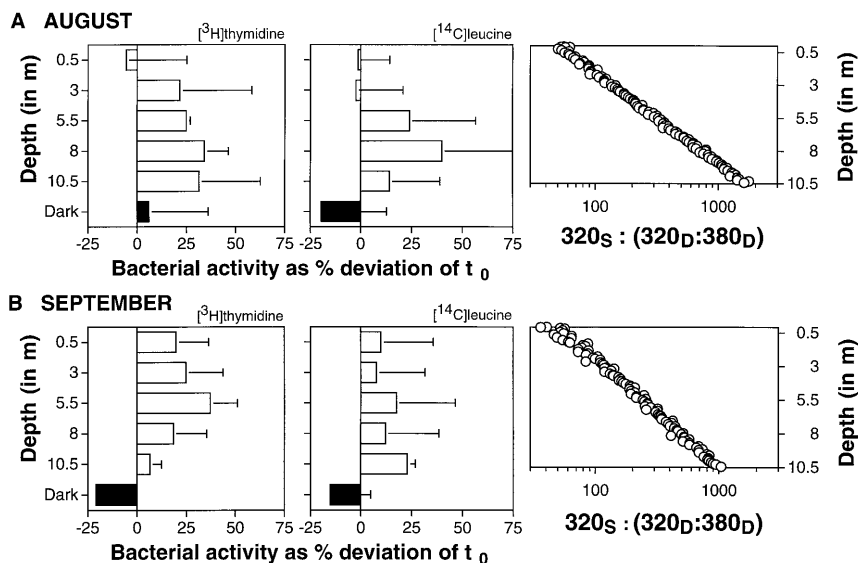 A AUGUST
[³H]thymidine
[¹⁴C]leucine
Depth (in m)
0.5
3
5.5
8
10.5
Dark
-25 0 25 50 75
-25 0 25 50 75
Bacterial activity as % deviation of t₀
0.5
3
5.5
8
10.5
Depth (in m)
100 1000
320S : (320D:380D)
B SEPTEMBER
[³H]thymidine
[¹⁴C]leucine
Depth (in m)
0.5
3
5.5
8
10.5
Dark
-25 0 25 50 75
-25 0 25 50 75
Bacterial activity as % deviation of t₀
0.5
3
5.5
8
10.5
Depth (in m)
100 1000
320S : (320D:380D)